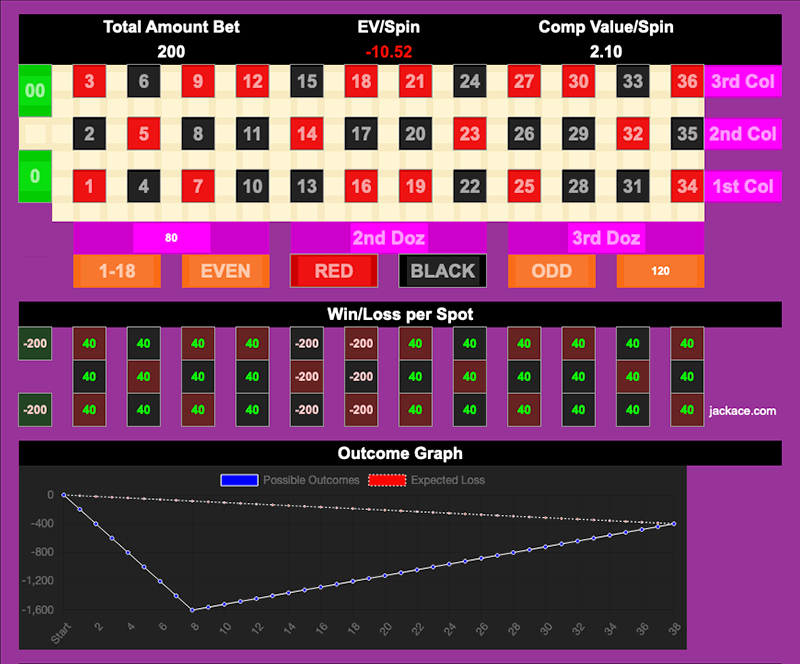 Total Amount Bet EV/Spin Comp Value/Spin
200 -10.52 2.10
00 3 6 9 12 15 18 21 24 27 30 33 36 3rd Col
2 5 8 11 14 17 20 23 26 29 32 35 2nd Col
0 1 4 7 10 13 16 19 22 25 28 31 34 1st Col
80 2nd Doz 3rd Doz
1-18 EVEN RED BLACK ODD 120
Win/Loss per Spot
-200 40 40 40 40 -200 -200 40 40 40 40 40 40
40 40 40 40 -200 -200 40 40 40 40 40 40
-200 40 40 40 40 -200 -200 40 40 40 40 40 40 jackace.com
Outcome Graph
Possible Outcomes Expected Loss
0
-400
-800
-1,200
-1,600
Start 2 4 6 8 10 12 14 16 18 20 22 24 26 28 30 32 34 36 38